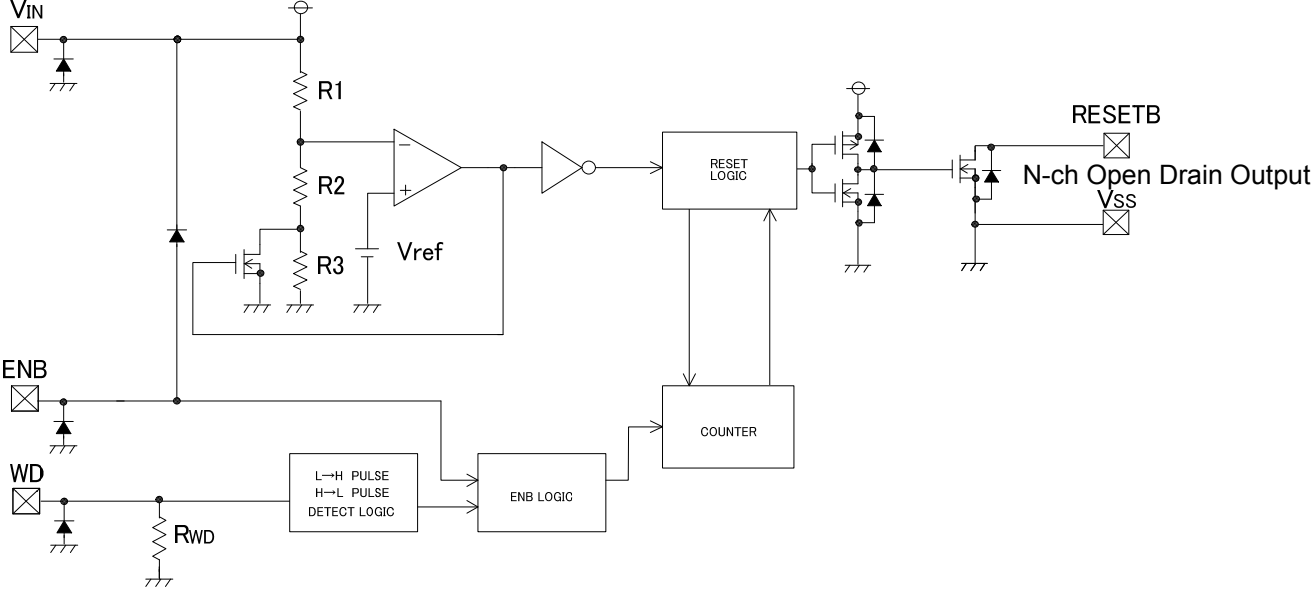 VIN
R1
RESETB
RESET
LOGIC
N-ch Open Drain Output
R2
VSS
Vref
R3
ENB
COUNTER
WD
L→H PULSE
H→L PULSE
DETECT LOGIC
ENB LOGIC
RWD